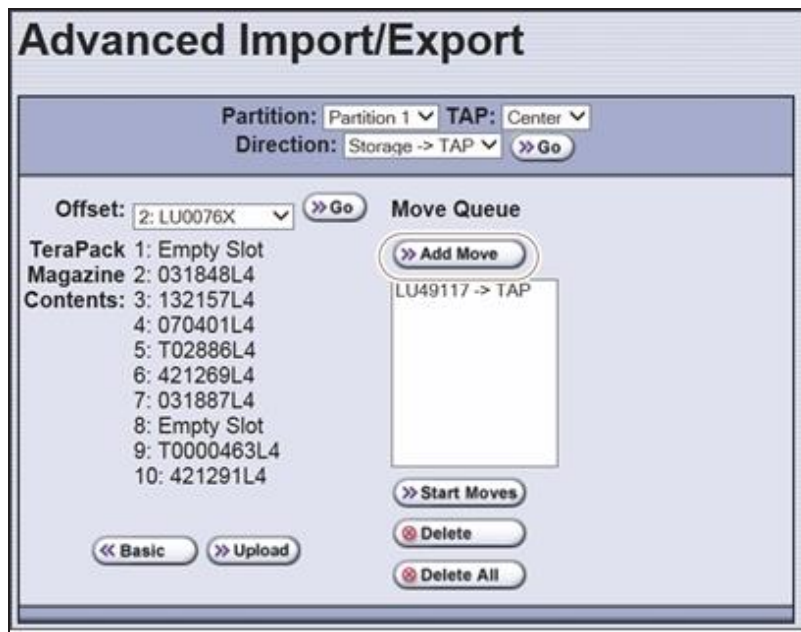 Advanced Import/Export
Partition: Partition 1 TAP: Center
Direction: Storage -> TAP Go
Offset: 2: LU0076X Go
TeraPack Magazine Contents:
1: Empty Slot
2: 031848L4
3: 132157L4
4: 070401L4
5: T02886L4
6: 421269L4
7: 031887L4
8: Empty Slot
9: T0000463L4
10: 421291L4
Basic Upload
Move Queue
Add Move
LU49117 -> TAP
Start Moves
Delete
Delete All